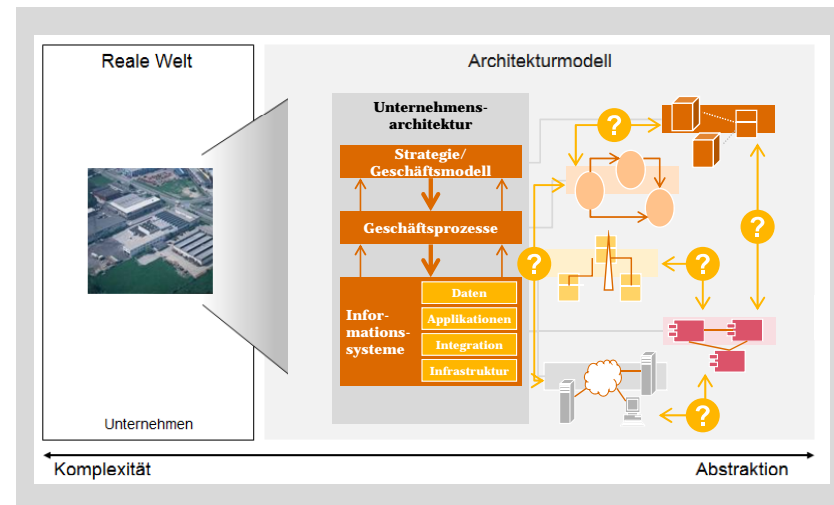 Reale Welt
Architekturmodell
Unternehmens-
architektur
Strategie/
Geschäftsmodell
Geschäftsprozesse
Infor-
mations-
systeme
Daten
Applikationen
Integration
Infrastruktur
?
?
?
?
?
Unternehmen
Komplexität
Abstraktion